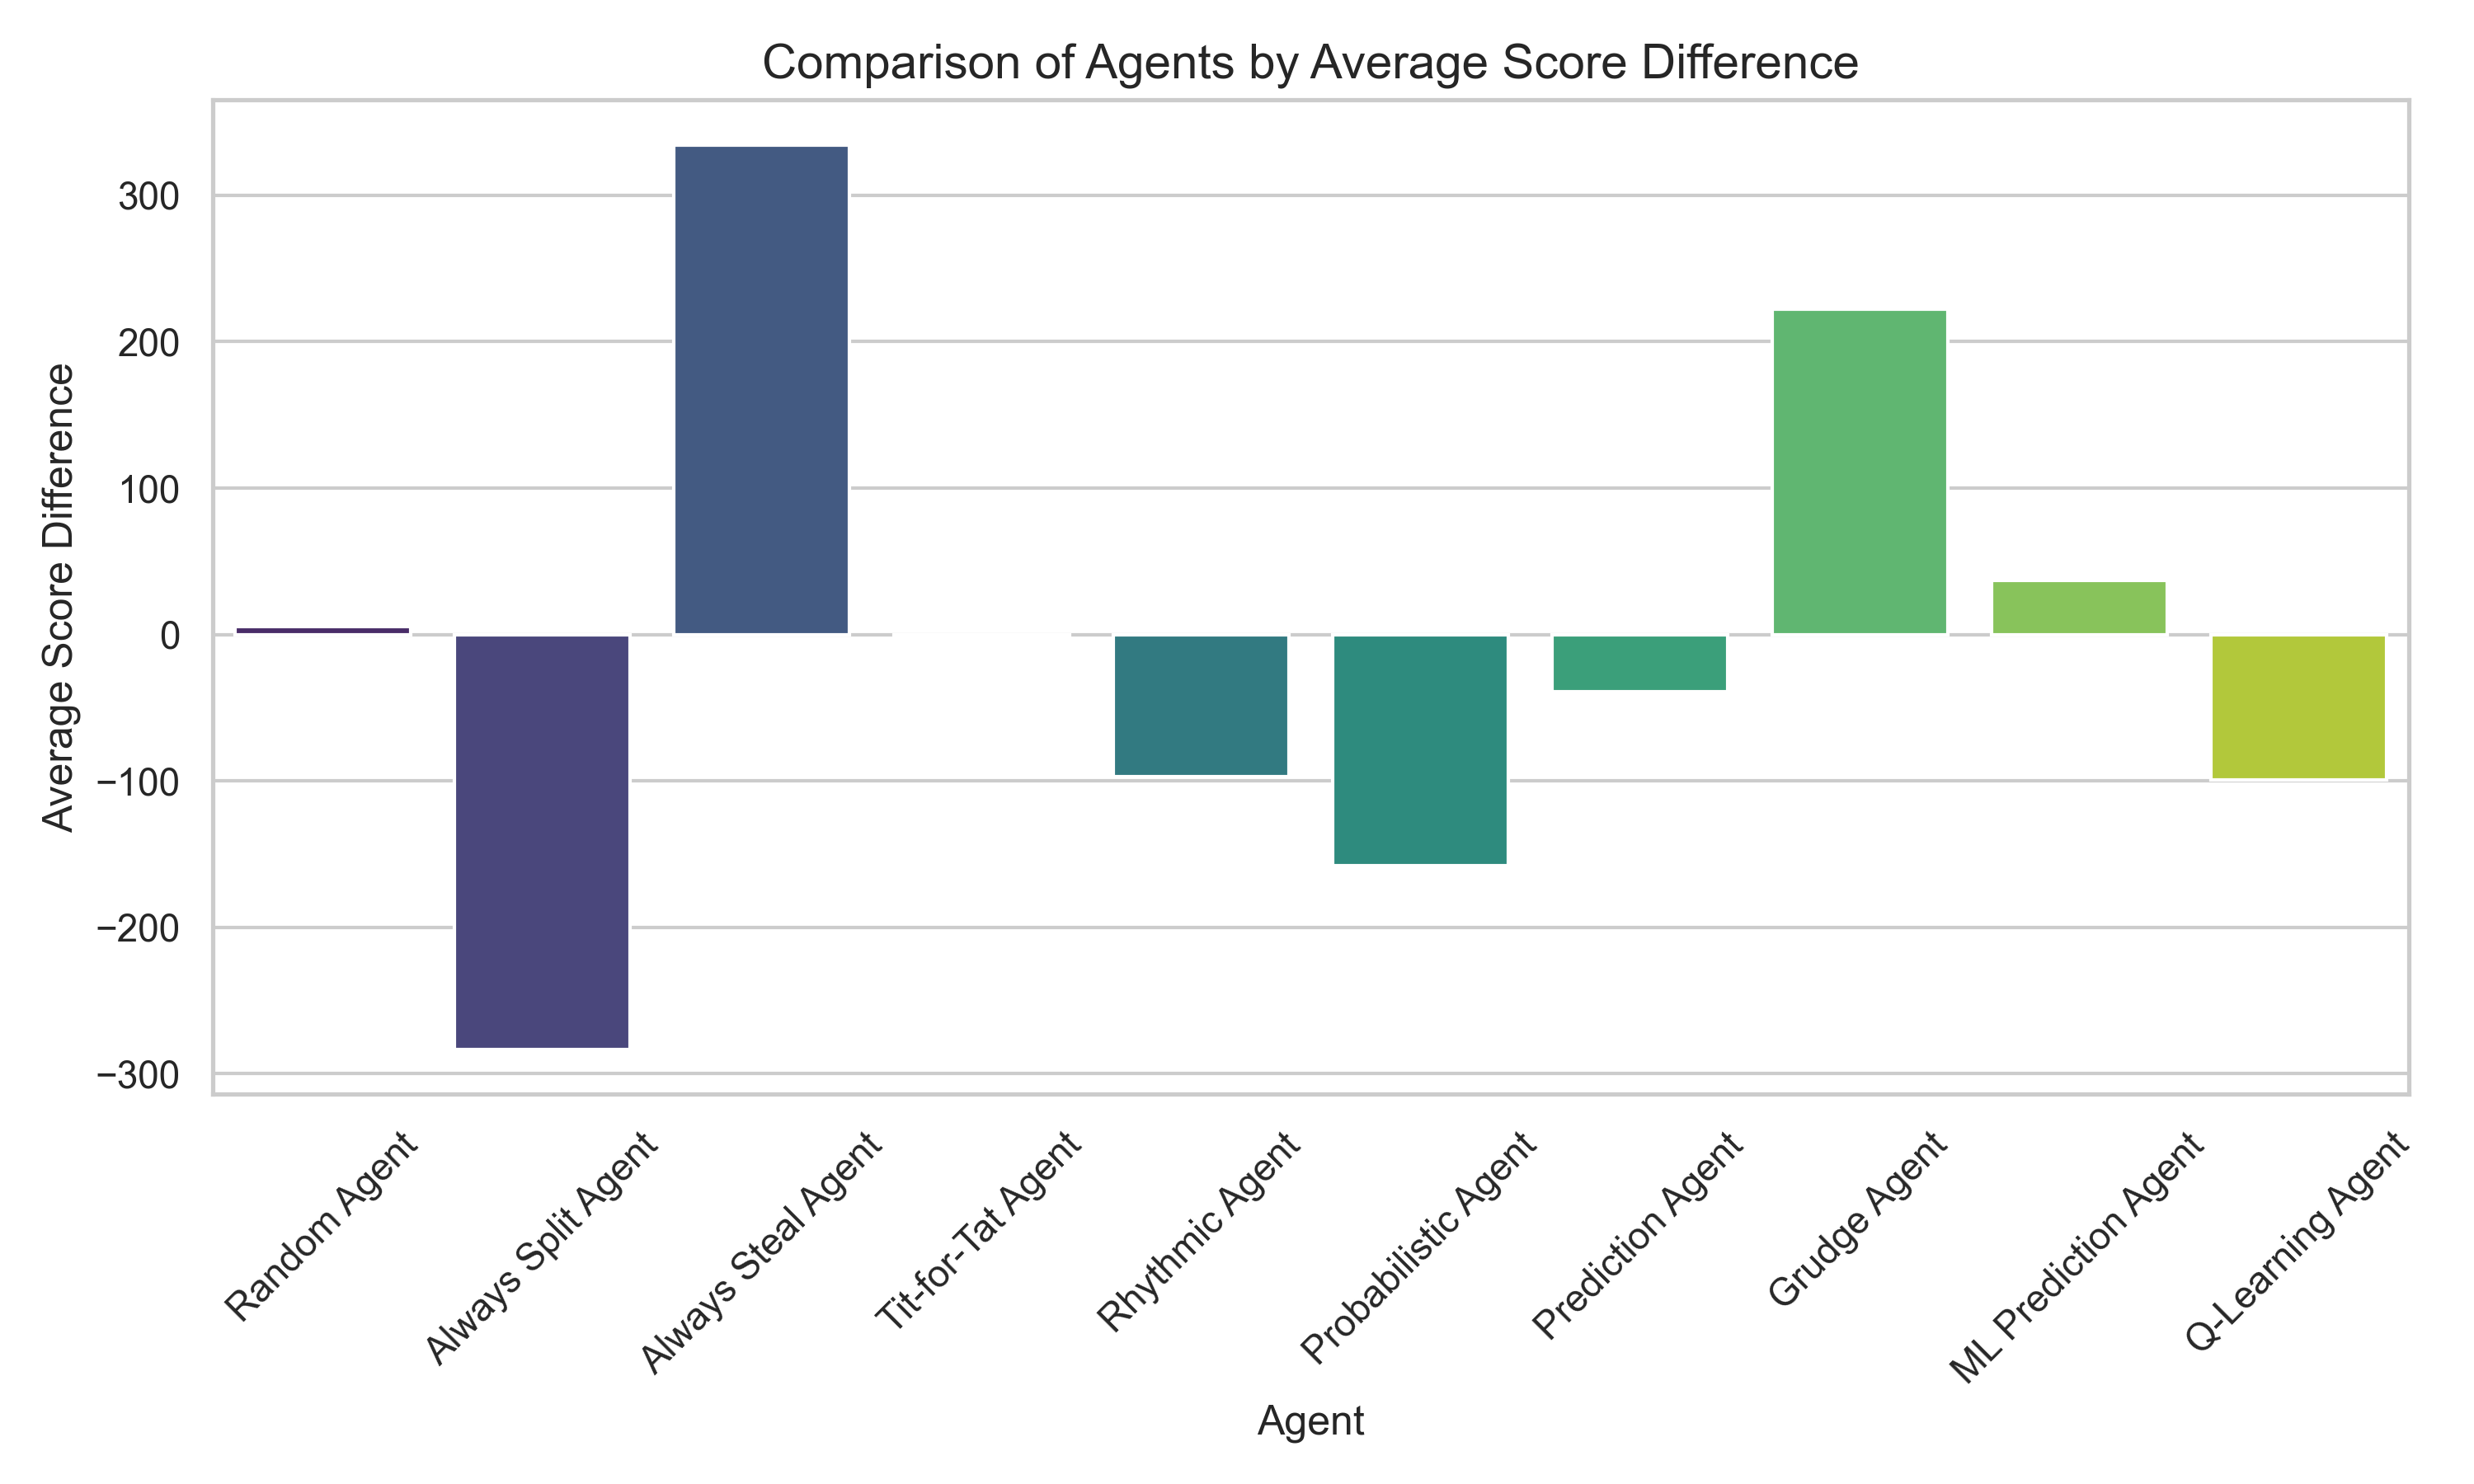 Comparison of Agents by Average Score Difference
Average Score Difference
300
200
100
0
−100
−200
−300
Random Agent
Always Split Agent
Always Steal Agent
Tit-for-Tat Agent
Rhythmic Agent
Probabilistic Agent
Prediction Agent
Grudge Agent
ML Prediction Agent
Q-Learning Agent
Agent